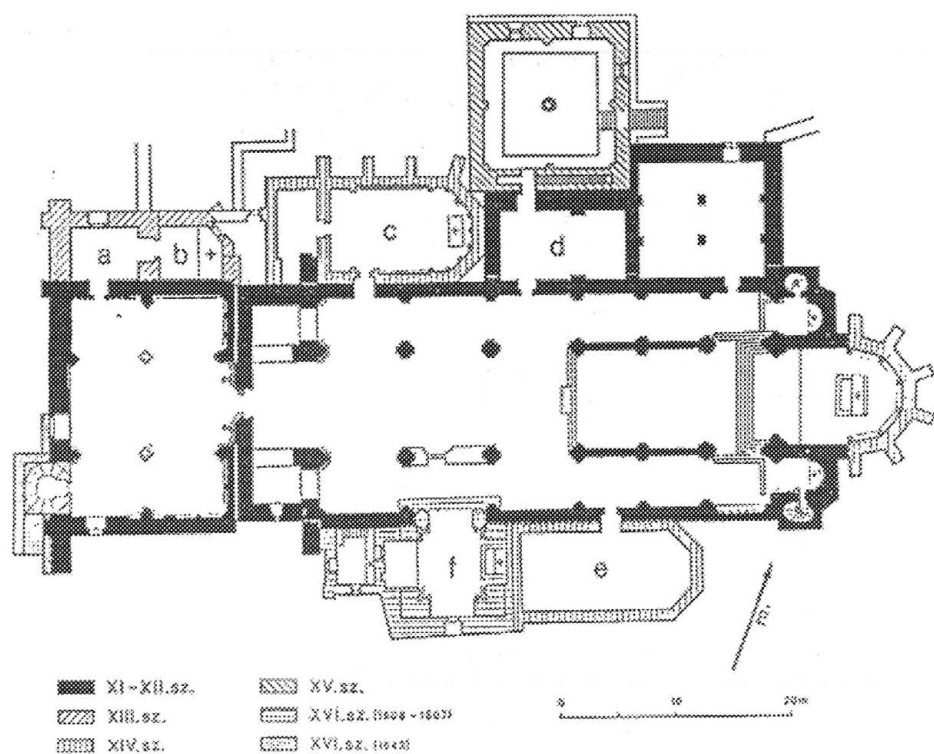 a
b
c
d
e
f
XI–XII.sz.
XIII.sz.
XIV.sz.
XV.sz.
XVI.sz.
XVI.sz.
0 10 20m